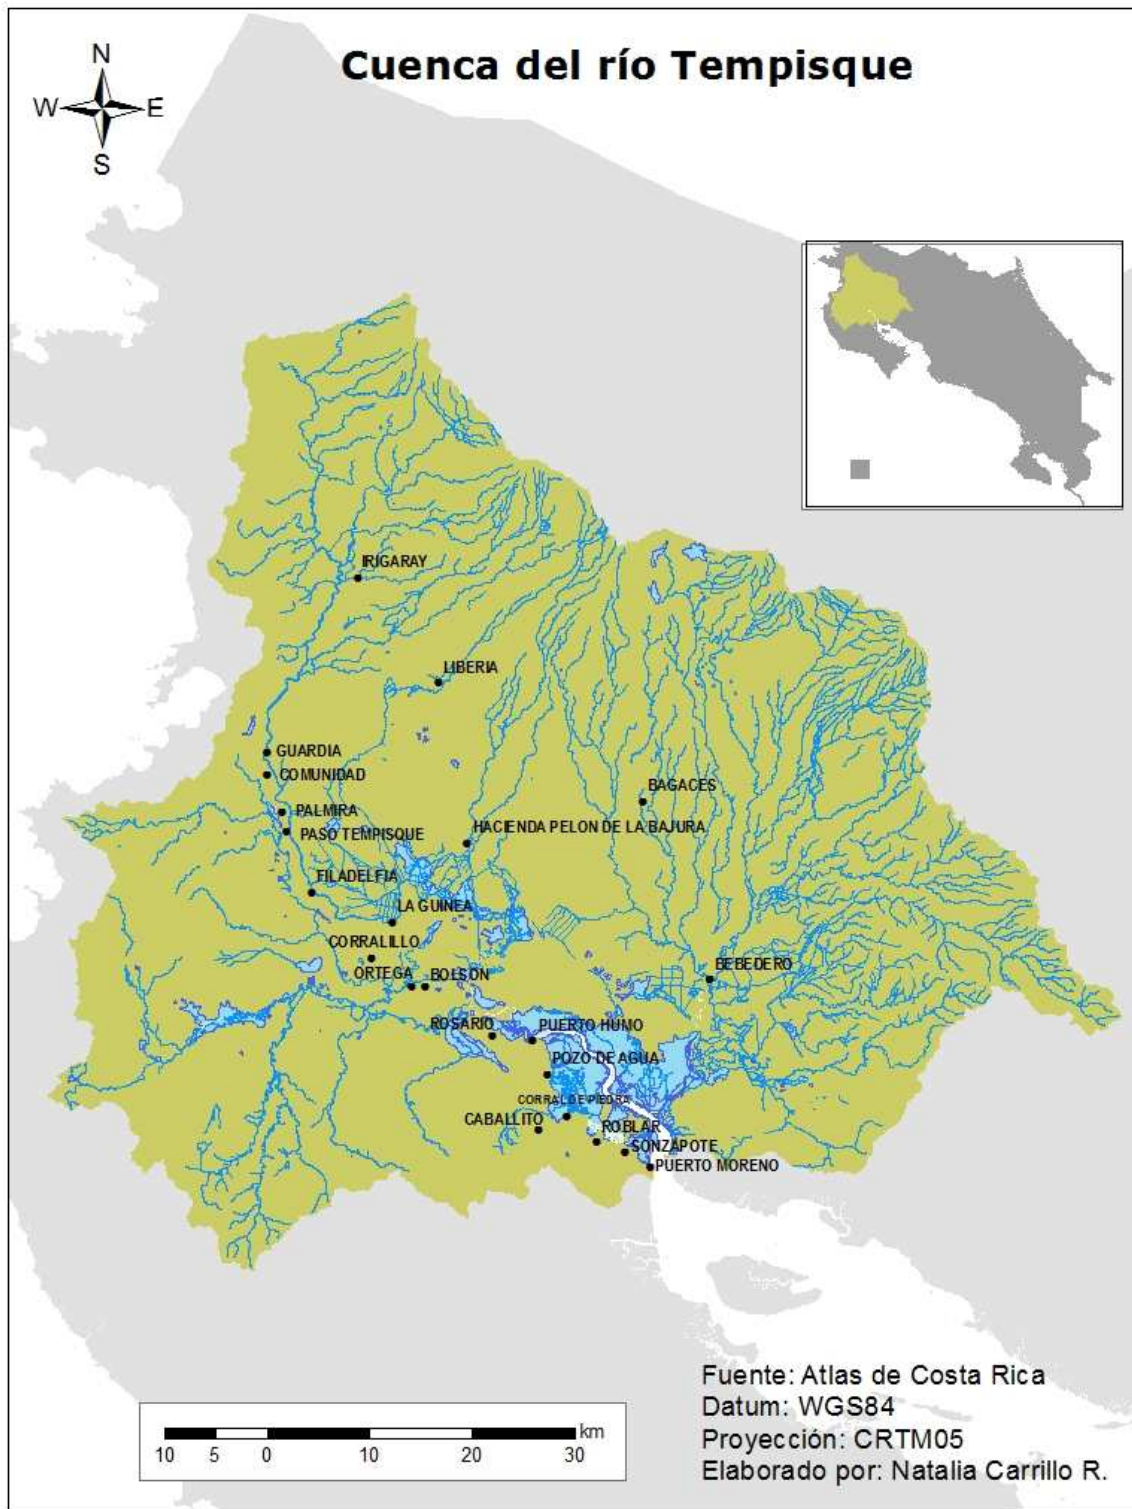 Cuenca del río Tempisque
N
W E
S
IRIGARAY
LIBERIA
GUARDIA
COMUNIDAD
BAGACES
PALMIRA
HACIENDA PELON DE LA BAJURA
PASO TEMPISQUE
FILADELFIA
LA GUINEA
CORRALILLO
BEBEDERO
ORTEGA
BOLSON
ROSARIO
PUERTO HUMO
POZO DE AGUA
CORRAL DE PIEDRA
CABALLITO
ROBLAR
SONZAPOTE
PUERTO MORENO
Fuente: Atlas de Costa Rica
Datum: WGS84
Proyección: CRTM05
Elaborado por: Natalia Carrillo R.
km
10 5 0 10 20 30